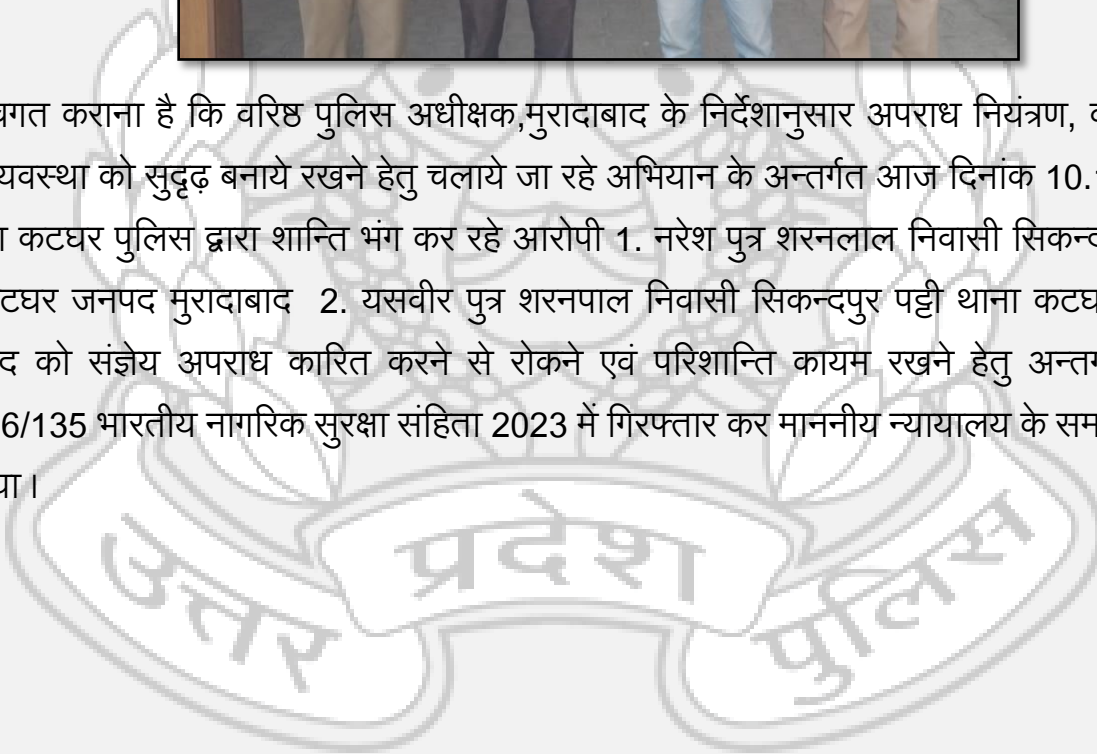 वगत कराना है कि वरिष्ठ पुलिस अधीक्षक,मुरादाबाद के निर्देशानुसार अपराध नियंत्रण,
यवस्था को सुदृढ़ बनाये रखने हेतु चलाये जा रहे अभियान के अन्तर्गत आज दिनांक 10.
कटघर पुलिस द्वारा शान्ति भंग कर रहे आरोपी 1. नरेश पुत्र शरनलाल निवासी सिकन्द
टघर जनपद मुरादाबाद 2. यसवीर पुत्र शरनपाल निवासी सिकन्दपुर पट्टी थाना कटघ
द को संज्ञेय अपराध कारित करने से रोकने एवं परिशान्ति कायम रखने हेतु अन्तर्ग
6/135 भारतीय नागरिक सुरक्षा संहिता 2023 में गिरफ्तार कर माननीय न्यायालय के सम
या।
उत्तर प्रदेश पुलिस